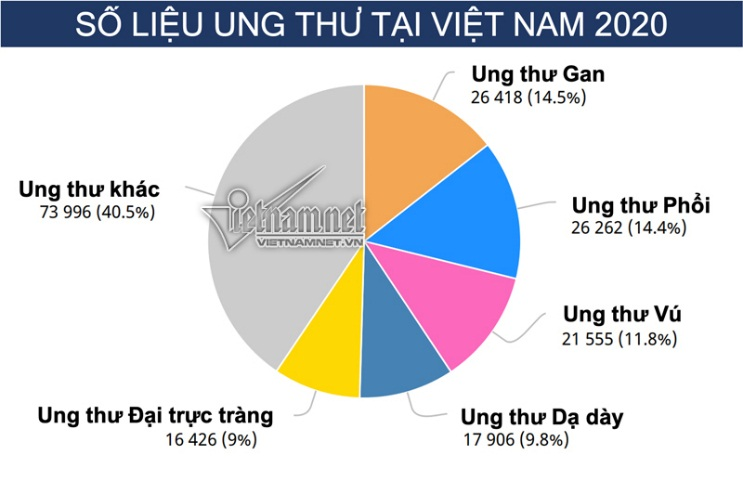 SỐ LIỆU UNG THƯ TẠI VIỆT NAM 2020
Ung thư Gan
26 418 (14.5%)
Ung thư khác
73 996 (40.5%)
Ung thư Phổi
26 262 (14.4%)
vietnamnet
VIETNAMNET.VN
Ung thư Vú
21 555 (11.8%)
Ung thư Đại trực tràng
16 426 (9%)
Ung thư Dạ dày
17 906 (9.8%)